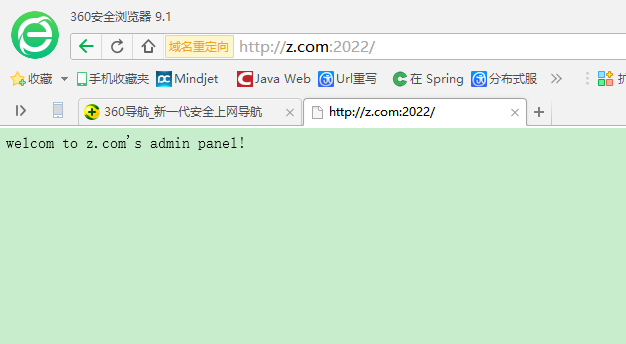 360安全浏览器 9.1
域名重定向 http://z.com:2022/
收藏 手机收藏夹 Mindjet Java Web Url重写 在 Spring 分布式服
360导航_新一代安全上网导航 http://z.com:2022/
welcom to z.com's admin panel!